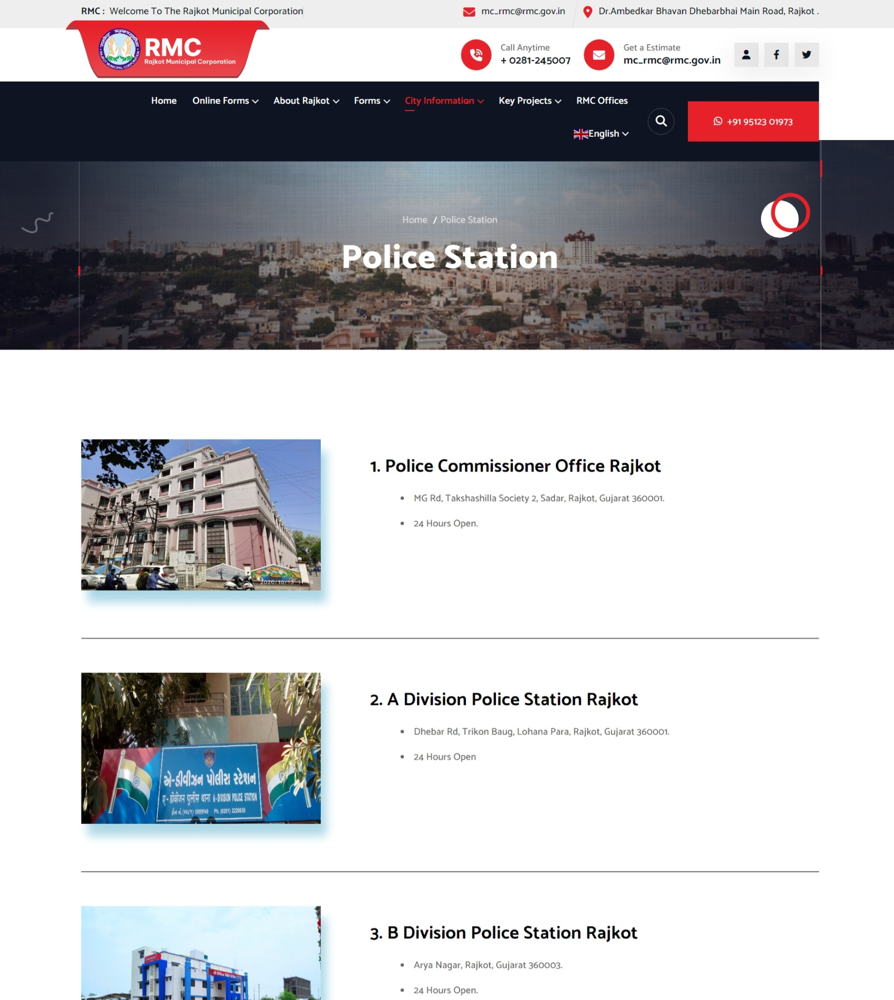 RMC : Welcome To The Rajkot Municipal Corporation
mc_rmc@rmc.gov.in
Dr.Ambedkar Bhavan Dhebarbhai Main Road, Rajkot .
RMC
Rajkot Municipal Corporation
RAJKOT MUNICIPAL CORPORATION
Call Anytime
+ 0281-245007
Get a Estimate
mc_rmc@rmc.gov.in
Home
Online Forms
About Rajkot
Forms
City Information
Key Projects
RMC Offices
English
+91 95123 01973
Home / Police Station
Police Station
1. Police Commissioner Office Rajkot
MG Rd, Takshashilla Society 2, Sadar, Rajkot, Gujarat 360001.
24 Hours Open.
2020/10/13
2. A Division Police Station Rajkot
Dhebar Rd, Trikon Baug, Lohana Para, Rajkot, Gujarat 360001.
24 Hours Open
એ-ડીવીઝન પોલીસ સ્ટેશન
ए-डीवीजन पुलीस थाना A-DIVISION POLICE STATION
Ph. (0281) 2226659
3. B Division Police Station Rajkot
Arya Nagar, Rajkot, Gujarat 360003.
24 Hours Open.